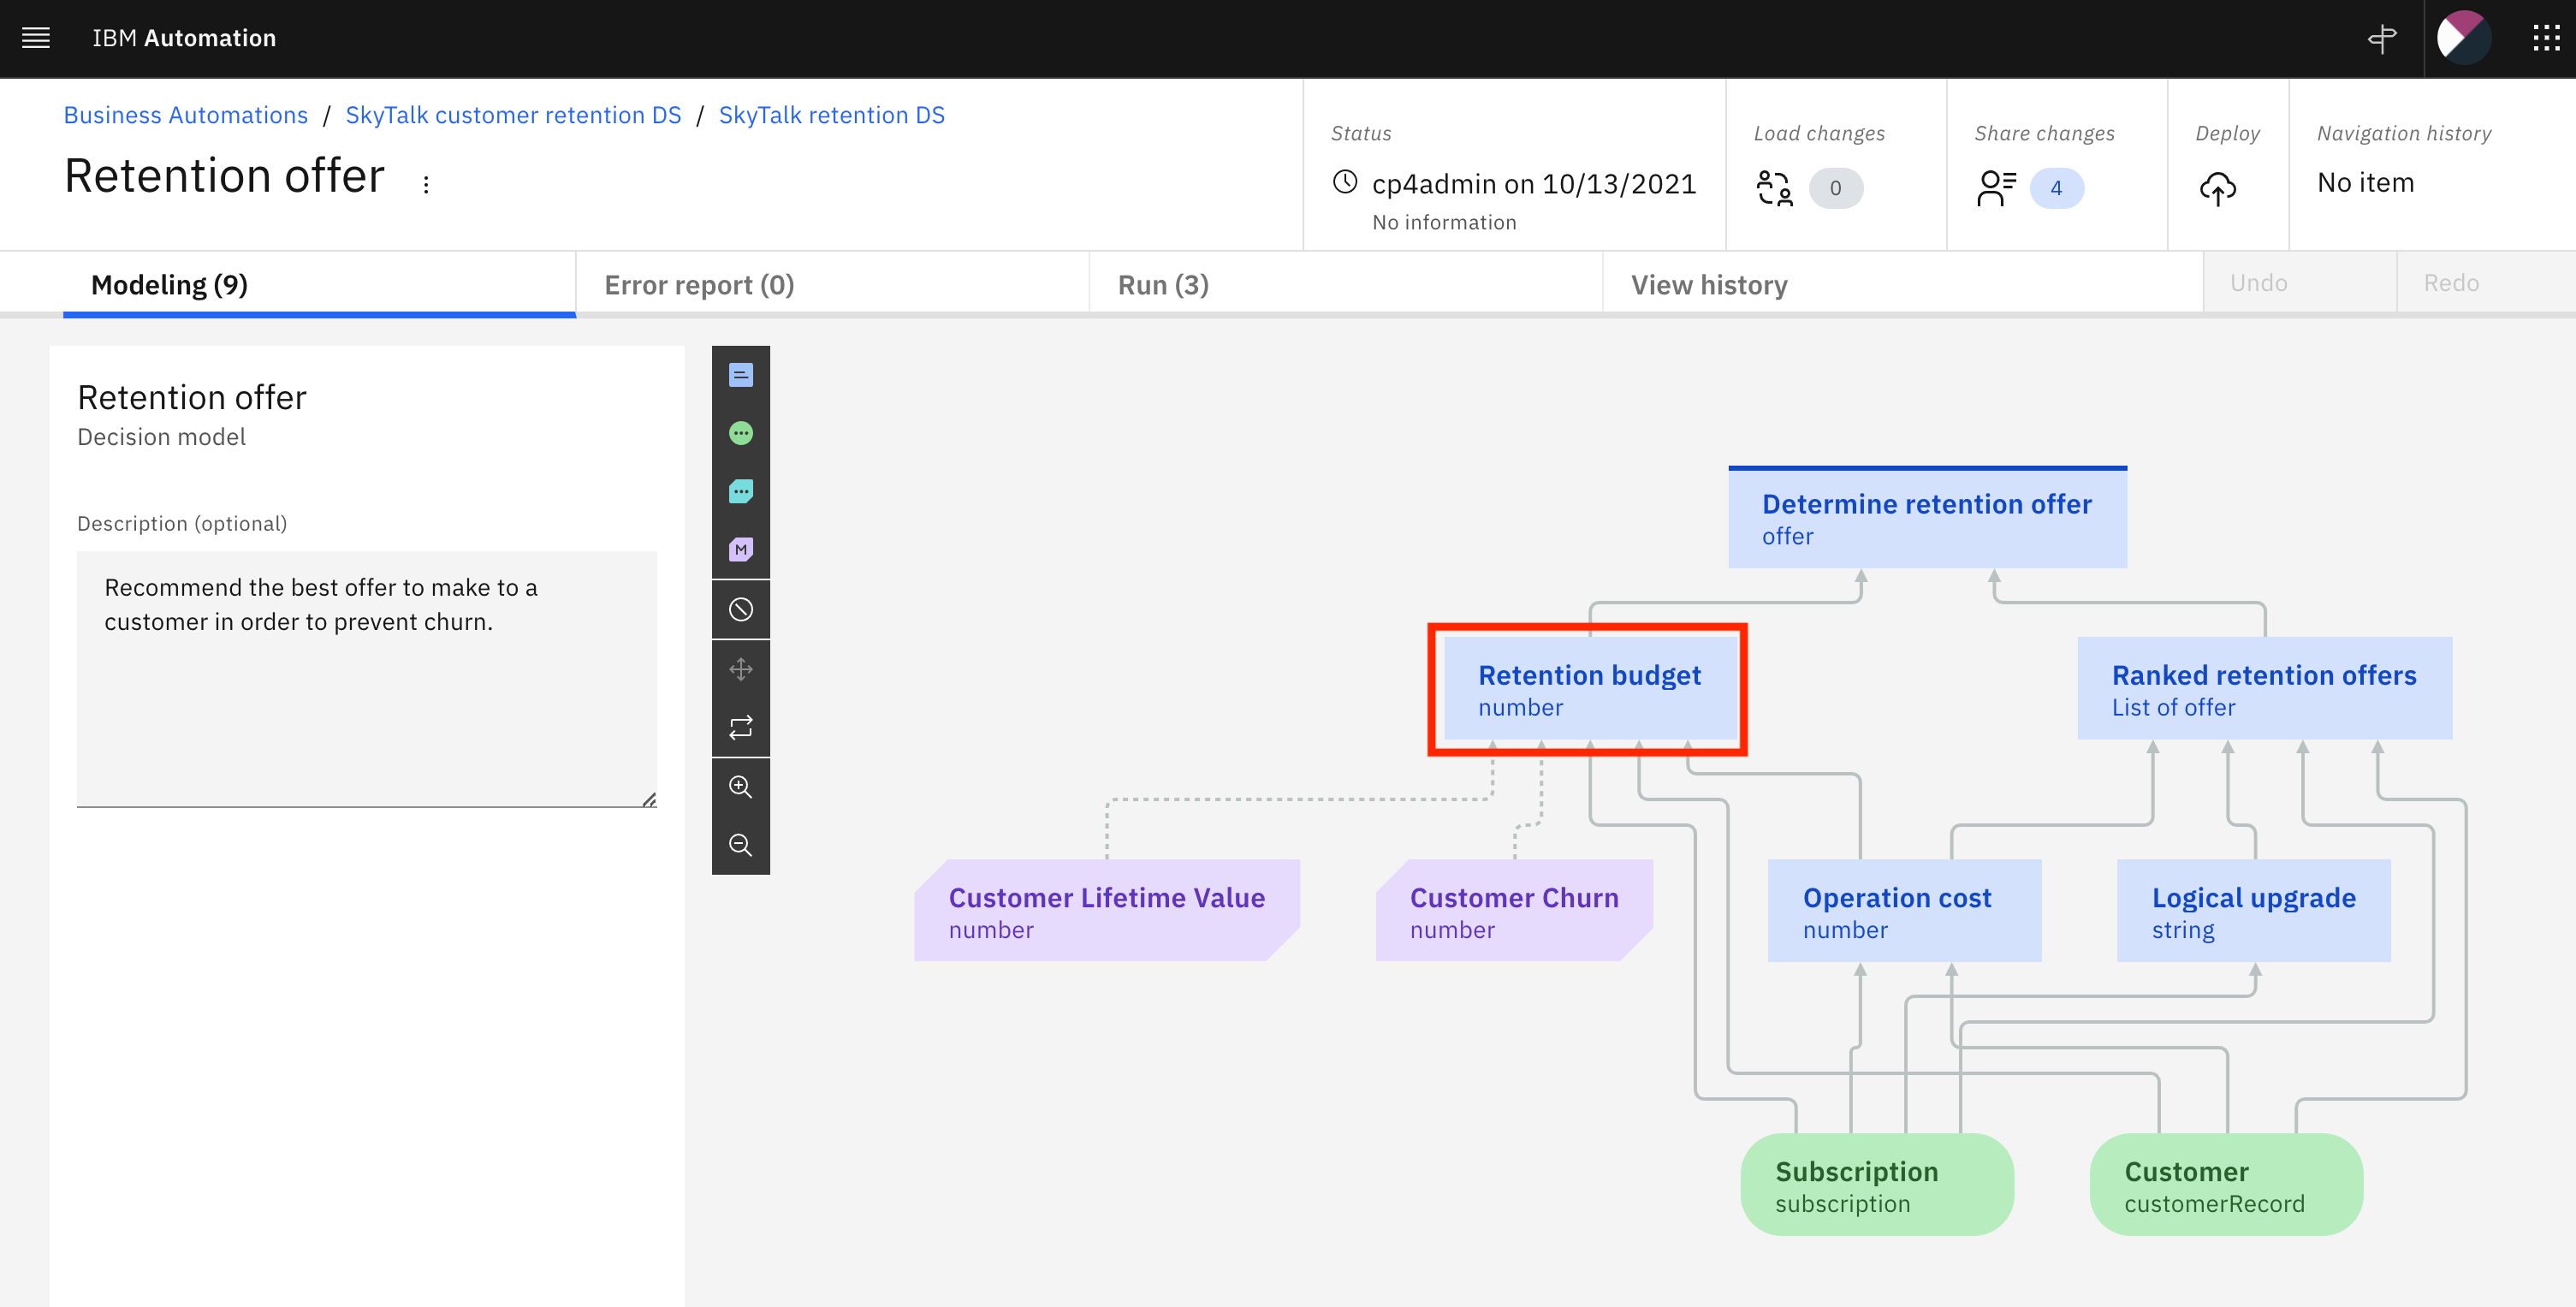 IBM Automation
Business Automations / SkyTalk customer retention DS / SkyTalk retention DS
Retention offer
Status
cp4admin on 10/13/2021
No information
Load changes
0
Share changes
4
Deploy
Navigation history
No item
Modeling (9)
Error report (0)
Run (3)
View history
Undo
Redo
Retention offer
Decision model
Description (optional)
Recommend the best offer to make to a
customer in order to prevent churn.
M
Determine retention offer
offer
Retention budget
number
Ranked retention offers
List of offer
Customer Lifetime Value
number
Customer Churn
number
Operation cost
number
Logical upgrade
string
Subscription
subscription
Customer
customerRecord